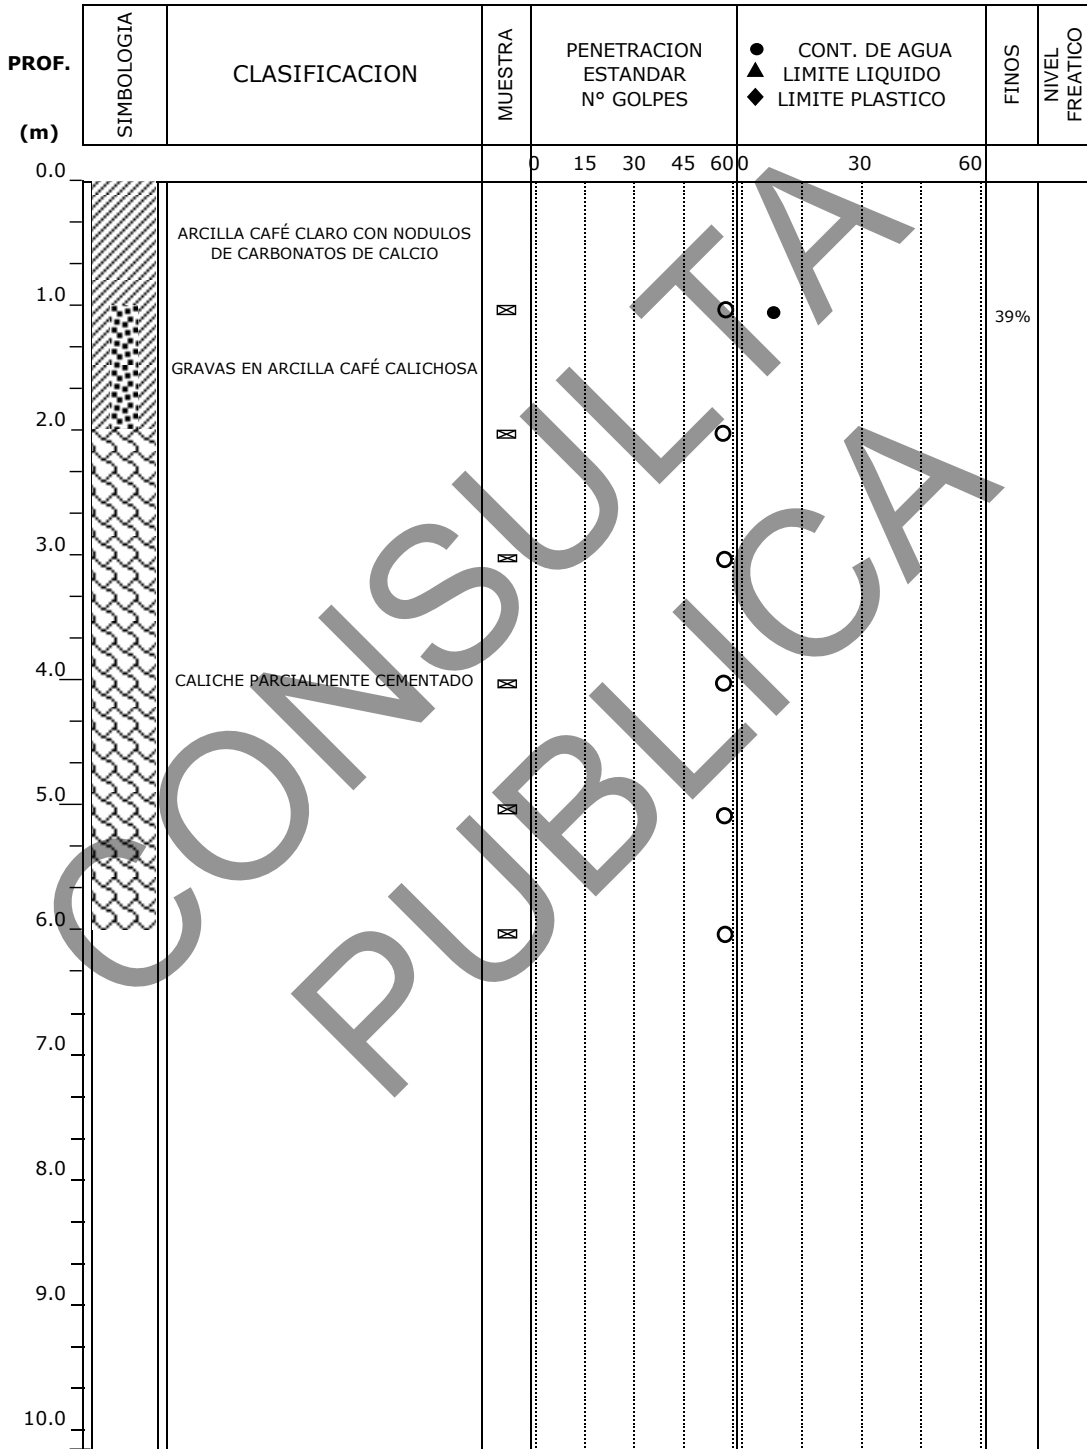 PROF.
(m)
SIMBOLOGIA
CLASIFICACION
MUESTRA
PENETRACION
ESTANDAR
N° GOLPES
● CONT. DE AGUA
▲ LIMITE LIQUIDO
◆ LIMITE PLASTICO
FINOS
NIVEL
FREATICO
0 15 30 45 60 0 30 60
0.0
ARCILLA CAFÉ CLARO CON NODULOS
DE CARBONATOS DE CALCIO
1.0
39%
GRAVAS EN ARCILLA CAFÉ CALICHOSA
2.0
3.0
4.0
CALICHE PARCIALMENTE CEMENTADO
5.0
6.0
7.0
8.0
9.0
10.0
CONSULTA
PUBLICA